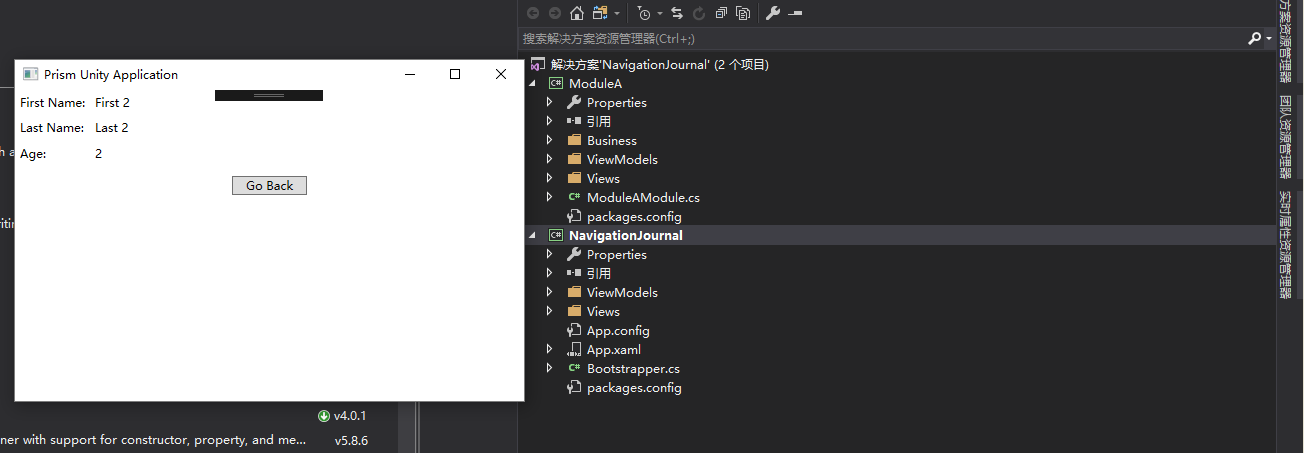 Prism Unity Application
First Name: First 2
Last Name: Last 2
Age: 2
Go Back
v4.0.1
ner with support for constructor, property, and me... v5.8.6
搜索解决方案资源管理器(Ctrl+;)
解决方案'NavigationJournal' (2 个项目)
C# ModuleA
Properties
引用
Business
ViewModels
Views
C# ModuleAModule.cs
packages.config
C# NavigationJournal
Properties
引用
ViewModels
Views
App.config
App.xaml
C# Bootstrapper.cs
packages.config
方案资源管理器
团队资源管理器
实时属性资源管理器